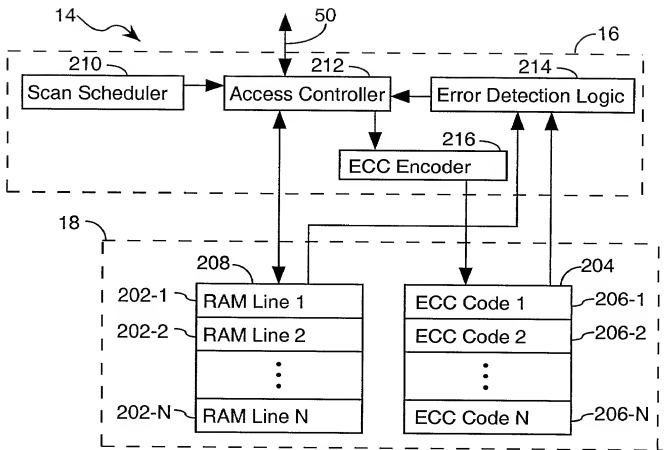 14
50
16
210
212
214
Scan Scheduler
Access Controller
Error Detection Logic
216
ECC Encoder
18
208
204
202-1
RAM Line 1
ECC Code 1
206-1
202-2
RAM Line 2
ECC Code 2
206-2
202-N
RAM Line N
ECC Code N
206-N